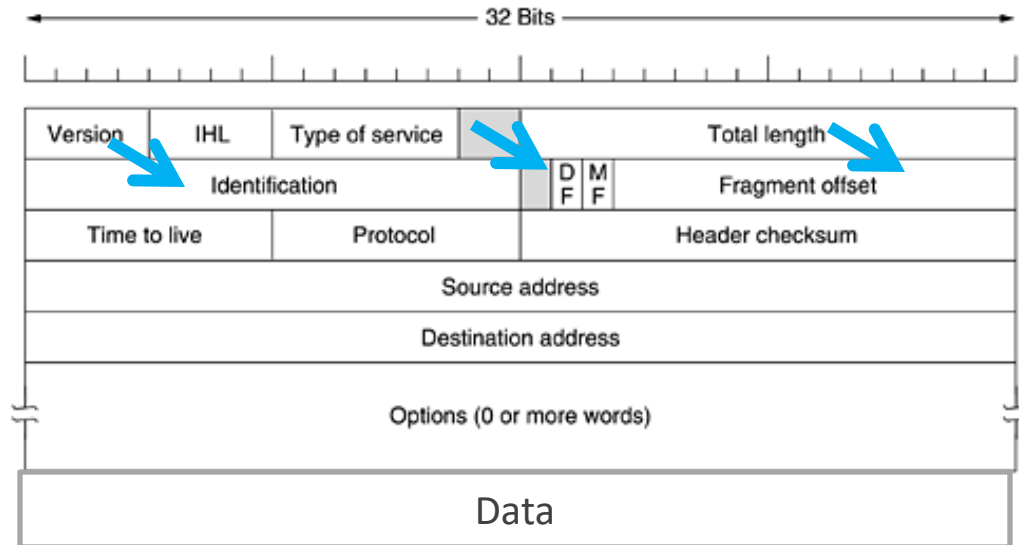 32 Bits
Version IHL Type of service Total length
Identification D F M F Fragment offset
Time to live Protocol Header checksum
Source address
Destination address
Options (0 or more words)
Data